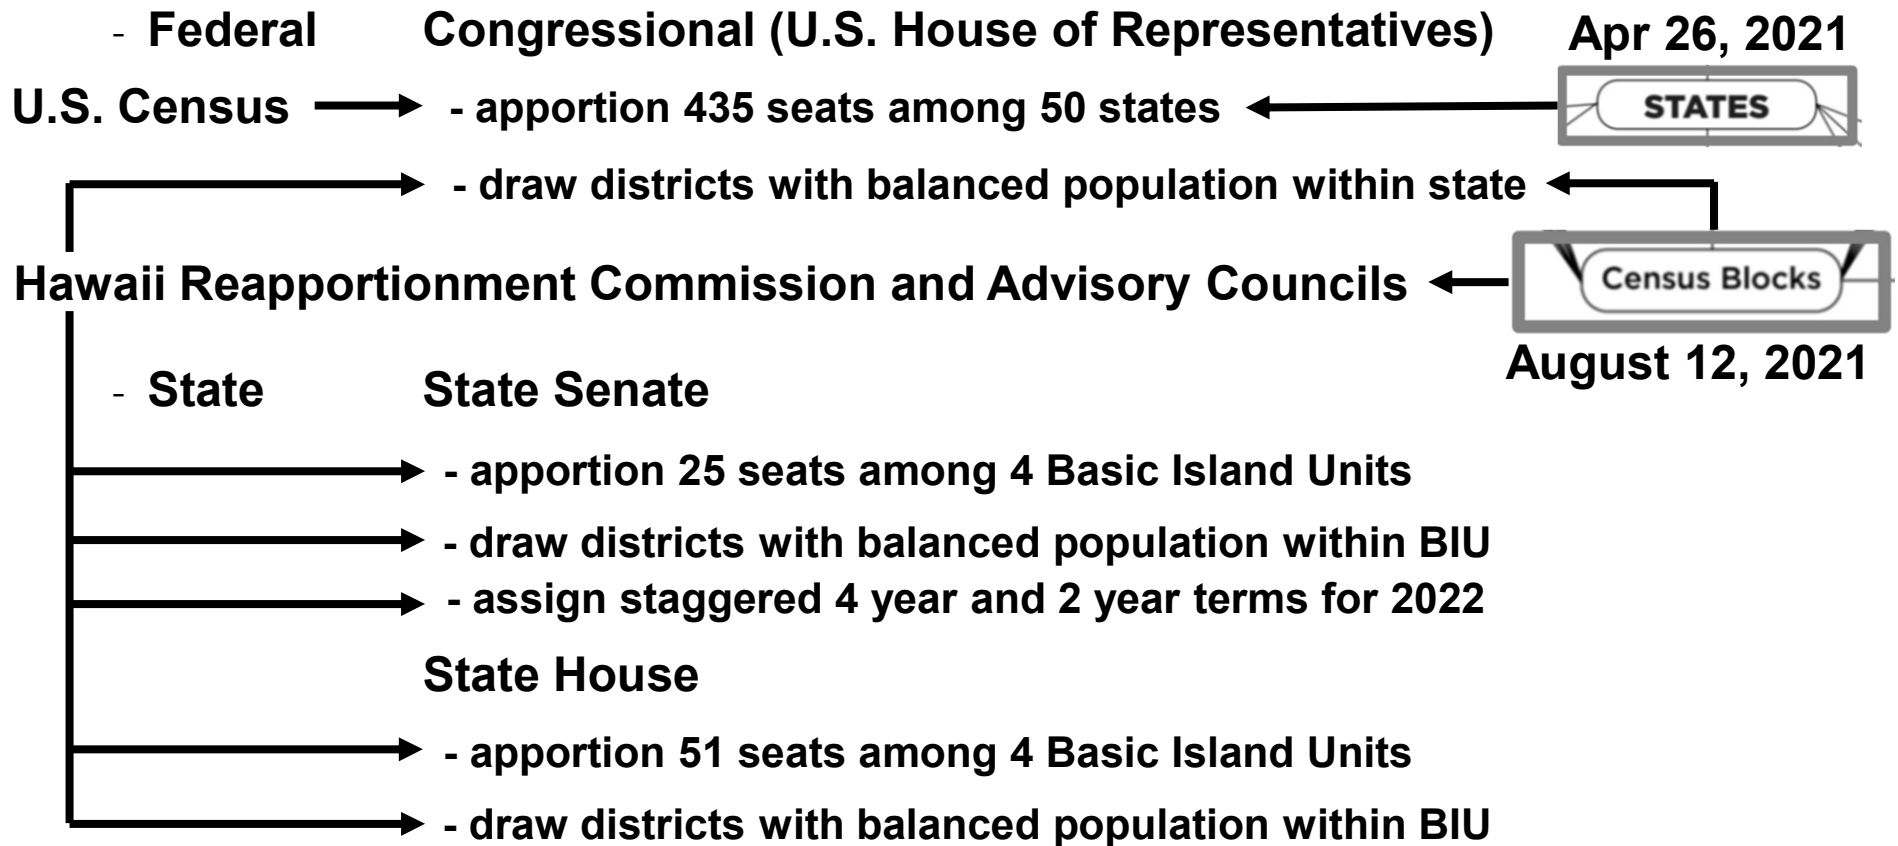 - Federal Congressional (U.S. House of Representatives) Apr 26, 2021
U.S. Census - apportion 435 seats among 50 states STATES
- draw districts with balanced population within state
Hawaii Reapportionment Commission and Advisory Councils Census Blocks
August 12, 2021
- State State Senate
- apportion 25 seats among 4 Basic Island Units
- draw districts with balanced population within BIU
- assign staggered 4 year and 2 year terms for 2022
State House
- apportion 51 seats among 4 Basic Island Units
- draw districts with balanced population within BIU